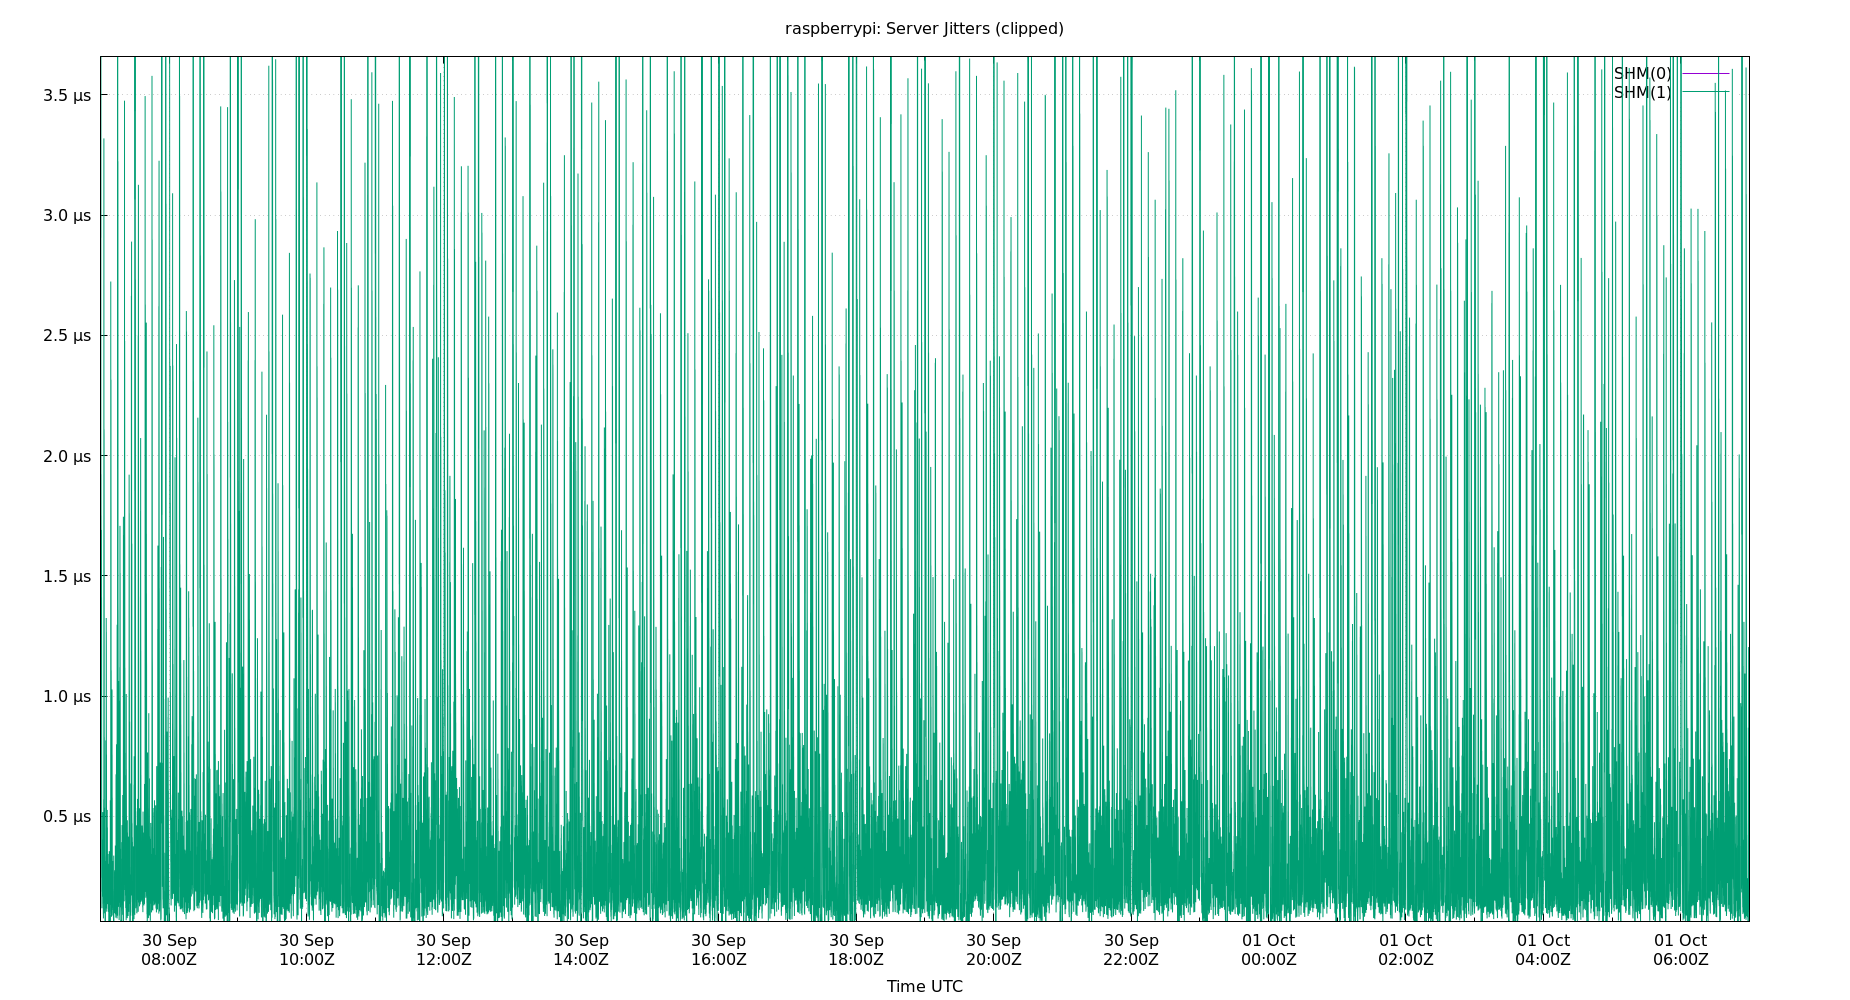 raspberrypi: Server Jitters (clipped)
SHM(0)
SHM(1)
3.5 µs
3.0 µs
2.5 µs
2.0 µs
1.5 µs
1.0 µs
0.5 µs
30 Sep 30 Sep 30 Sep 30 Sep 30 Sep 30 Sep 30 Sep 30 Sep 01 Oct 01 Oct 01 Oct 01 Oct
08:00Z 10:00Z 12:00Z 14:00Z 16:00Z 18:00Z 20:00Z 22:00Z 00:00Z 02:00Z 04:00Z 06:00Z
Time UTC